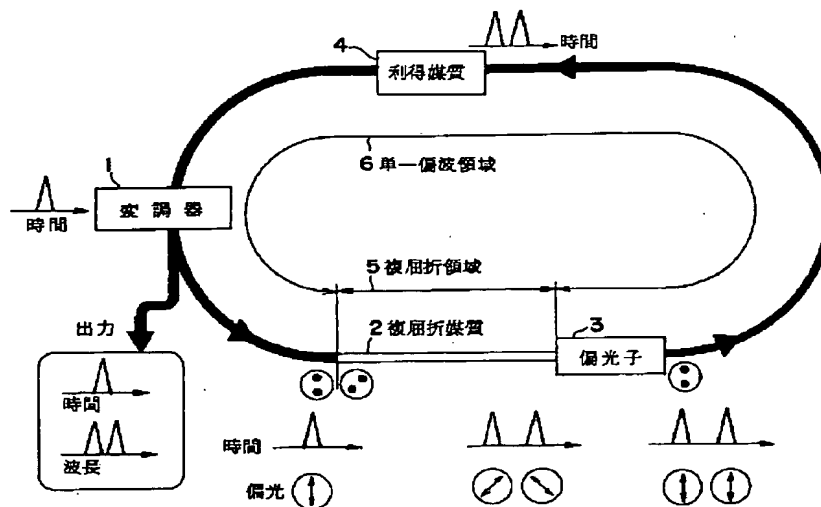 4
時間
利得媒質
6 単一偏波領域
1
変調器
時間
5 複屈折領域
3
出力
2 複屈折媒質
偏光子
時間
波長
時間
偏光